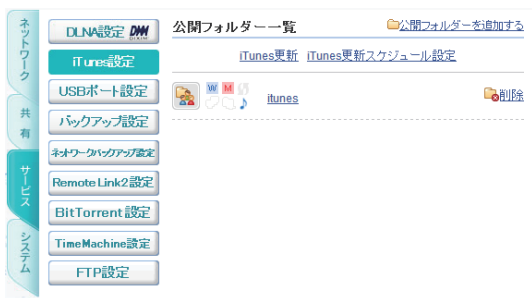 ネットワーク
共有
サービス
システム
DLNA設定
iTunes設定
USBポート設定
バックアップ設定
ネットワークバックアップ設定
RemoteLink2設定
BitTorrent設定
TimeMachine設定
FTP設定
公開フォルダー一覧
公開フォルダーを追加する
iTunes更新 iTunes更新スケジュール設定
W M
itunes
削除